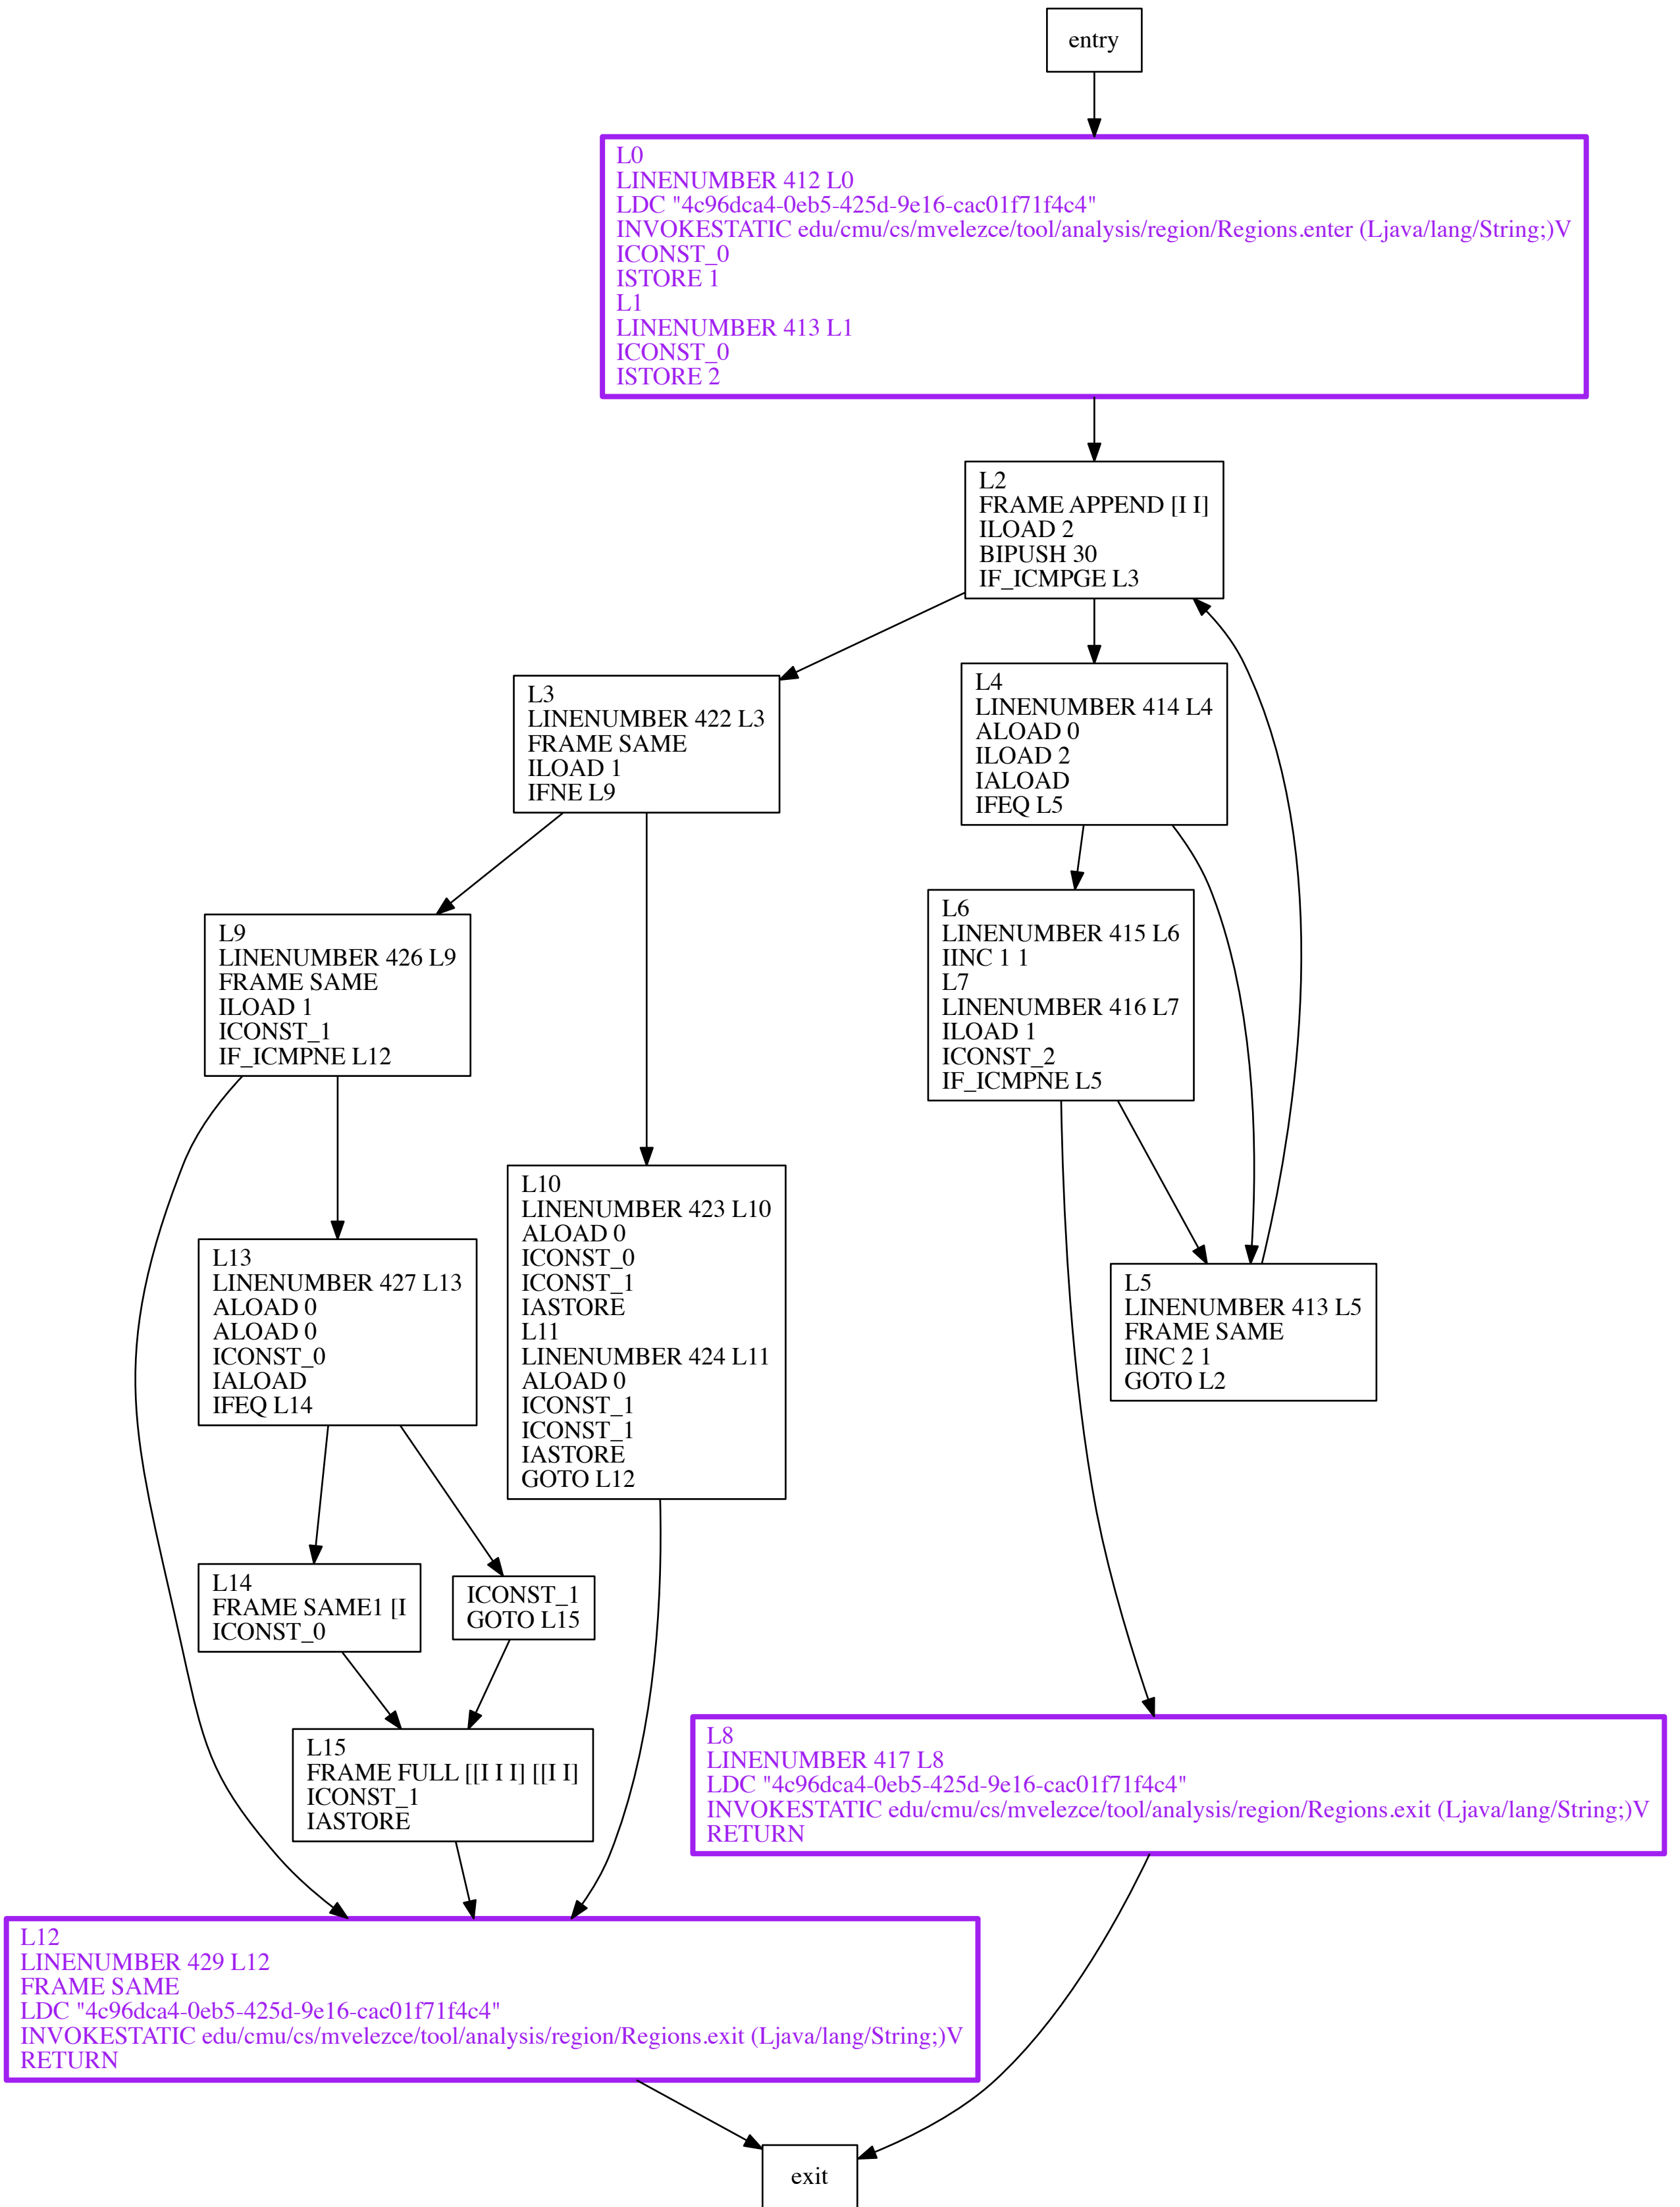 entry
L0
LINENUMBER 412 L0
LDC "4c96dca4-0eb5-425d-9e16-cac01f71f4c4"
INVOKESTATIC edu/cmu/cs/mvelezce/tool/analysis/region/Regions.enter (Ljava/lang/String;)V
ICONST_0
ISTORE 1
L1
LINENUMBER 413 L1
ICONST_0
ISTORE 2
L2
FRAME APPEND [I I]
ILOAD 2
BIPUSH 30
IF_ICMPGE L3
L3
LINENUMBER 422 L3
FRAME SAME
ILOAD 1
IFNE L9
L4
LINENUMBER 414 L4
ALOAD 0
ILOAD 2
IALOAD
IFEQ L5
L9
LINENUMBER 426 L9
FRAME SAME
ILOAD 1
ICONST_1
IF_ICMPNE L12
L6
LINENUMBER 415 L6
IINC 1 1
L7
LINENUMBER 416 L7
ILOAD 1
ICONST_2
IF_ICMPNE L5
L13
LINENUMBER 427 L13
ALOAD 0
ALOAD 0
ICONST_0
IALOAD
IFEQ L14
L10
LINENUMBER 423 L10
ALOAD 0
ICONST_0
ICONST_1
IASTORE
L11
LINENUMBER 424 L11
ALOAD 0
ICONST_1
ICONST_1
IASTORE
GOTO L12
L5
LINENUMBER 413 L5
FRAME SAME
IINC 2 1
GOTO L2
L14
FRAME SAME1 [I
ICONST_0
ICONST_1
GOTO L15
L15
FRAME FULL [[I I I] [[I I]
ICONST_1
IASTORE
L8
LINENUMBER 417 L8
LDC "4c96dca4-0eb5-425d-9e16-cac01f71f4c4"
INVOKESTATIC edu/cmu/cs/mvelezce/tool/analysis/region/Regions.exit (Ljava/lang/String;)V
RETURN
L12
LINENUMBER 429 L12
FRAME SAME
LDC "4c96dca4-0eb5-425d-9e16-cac01f71f4c4"
INVOKESTATIC edu/cmu/cs/mvelezce/tool/analysis/region/Regions.exit (Ljava/lang/String;)V
RETURN
exit